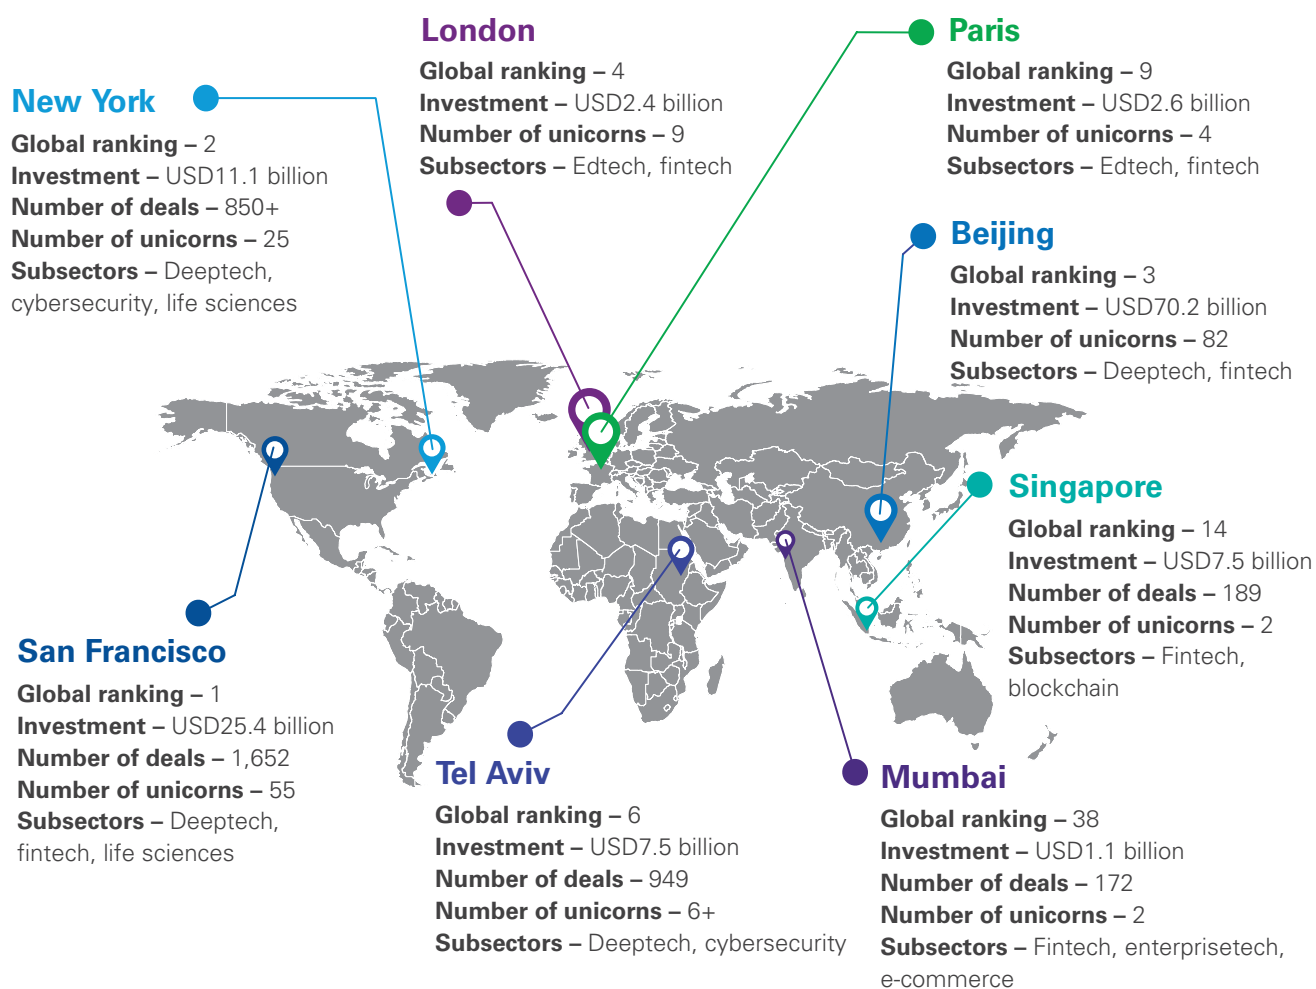 London
Global ranking – 4
Investment – USD2.4 billion
Number of unicorns – 9
Subsectors – Edtech, fintech
Paris
Global ranking – 9
Investment – USD2.6 billion
Number of unicorns – 4
Subsectors – Edtech, fintech
New York
Global ranking – 2
Investment – USD11.1 billion
Number of deals – 850+
Number of unicorns – 25
Subsectors – Deeptech,
cybersecurity, life sciences
Beijing
Global ranking – 3
Investment – USD70.2 billion
Number of unicorns – 82
Subsectors – Deeptech, fintech
Singapore
Global ranking – 14
Investment – USD7.5 billion
Number of deals – 189
Number of unicorns – 2
Subsectors – Fintech,
blockchain
San Francisco
Global ranking – 1
Investment – USD25.4 billion
Number of deals – 1,652
Number of unicorns – 55
Subsectors – Deeptech,
fintech, life sciences
Tel Aviv
Global ranking – 6
Investment – USD7.5 billion
Number of deals – 949
Number of unicorns – 6+
Subsectors – Deeptech, cybersecurity
Mumbai
Global ranking – 38
Investment – USD1.1 billion
Number of deals – 172
Number of unicorns – 2
Subsectors – Fintech, enterprisetech,
e-commerce